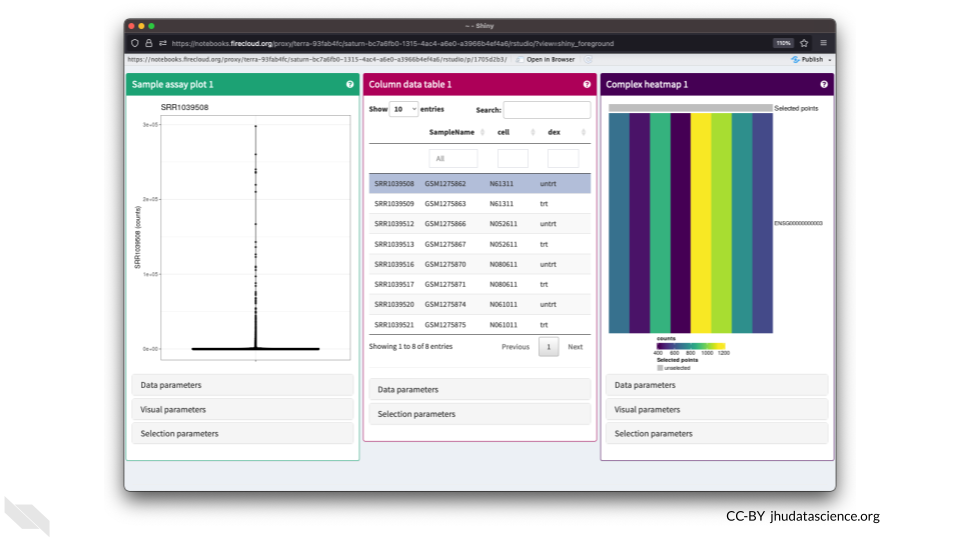 – - Shiny
https://notebooks.firecloud.org/proxy/terra-93fab4fc/saturn-bc7a6fb0-1315-4ac4-a6e0-a3966b4ef4a6/rstudio/?view=shiny_foreground
110%
https://notebooks.firecloud.org/proxy/terra-93fab4fc/saturn-bc7a6fb0-1315-4ac4-a6e0-a3966b4ef4a6/rstudio/p/1705d2b3/
Open in Browser
Publish
Sample assay plot 1
SRR1039508
SRR1039508 (counts)
3e+05
2e+05
1e+05
0e+00
Data parameters
Visual parameters
Selection parameters
Column data table 1
Show 10 entries
Search:
SampleName cell dex
All
SRR1039508 GSM1275862 N61311 untrt
SRR1039509 GSM1275863 N61311 trt
SRR1039512 GSM1275866 N052611 untrt
SRR1039513 GSM1275867 N052611 trt
SRR1039516 GSM1275870 N080611 untrt
SRR1039517 GSM1275871 N080611 trt
SRR1039520 GSM1275874 N061011 untrt
SRR1039521 GSM1275875 N061011 trt
Showing 1 to 8 of 8 entries
Previous 1 Next
Data parameters
Selection parameters
Complex heatmap 1
Selected points
ENSG00000000003
counts
400 600 800 1000 1200
Selected points
unselected
Data parameters
Visual parameters
Selection parameters
CC-BY jhudatascience.org